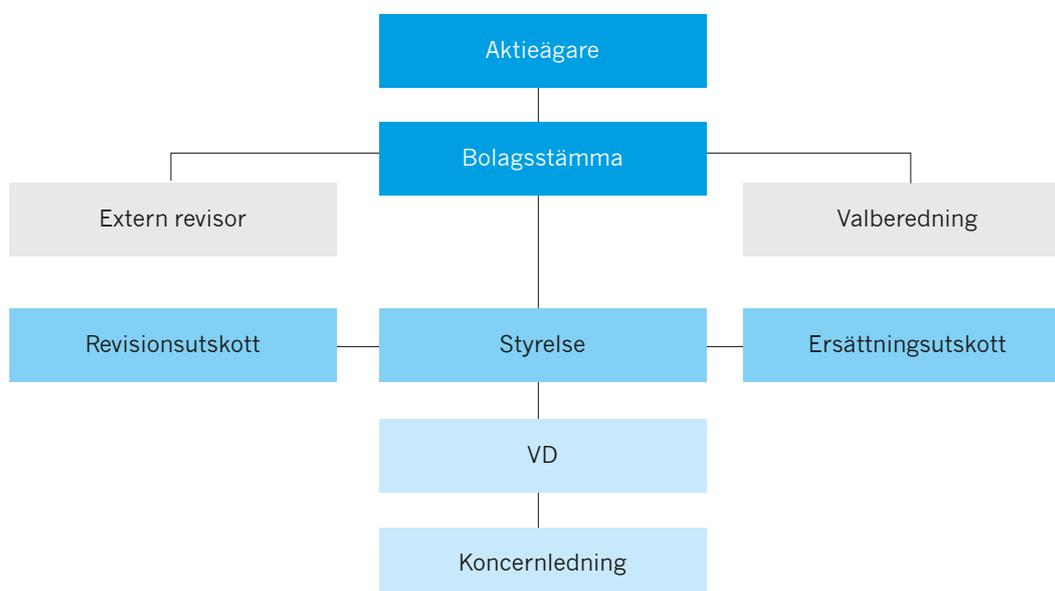 Aktieägare
Bolagsstämma
Extern revisor
Valberedning
Revisionsutskott
Styrelse
Ersättningsutskott
VD
Koncernledning